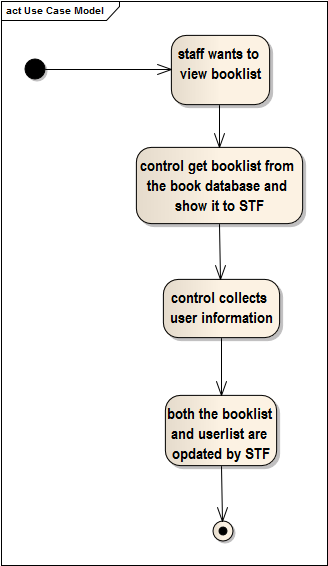 act Use Case Model
staff wants to
view booklist
control get booklist from
the book database and
show it to STF
control collects
user information
both the booklist
and userlist are
opdated by STF